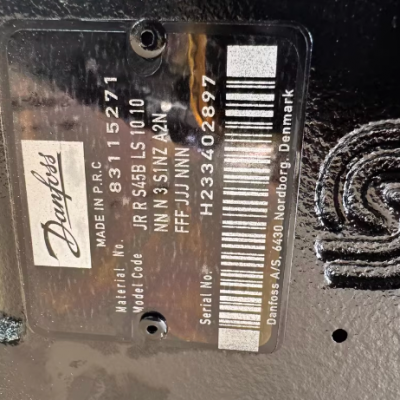 Danfoss
MADE IN P.R.C
Material No. 83115271
Model Code JR R S45B LS 10 10
NN N 3 S1NZ A2N
FFF JJJ NNN
Serial No. H233402897
Danfoss A/S, 6430 Nordborg, Denmark